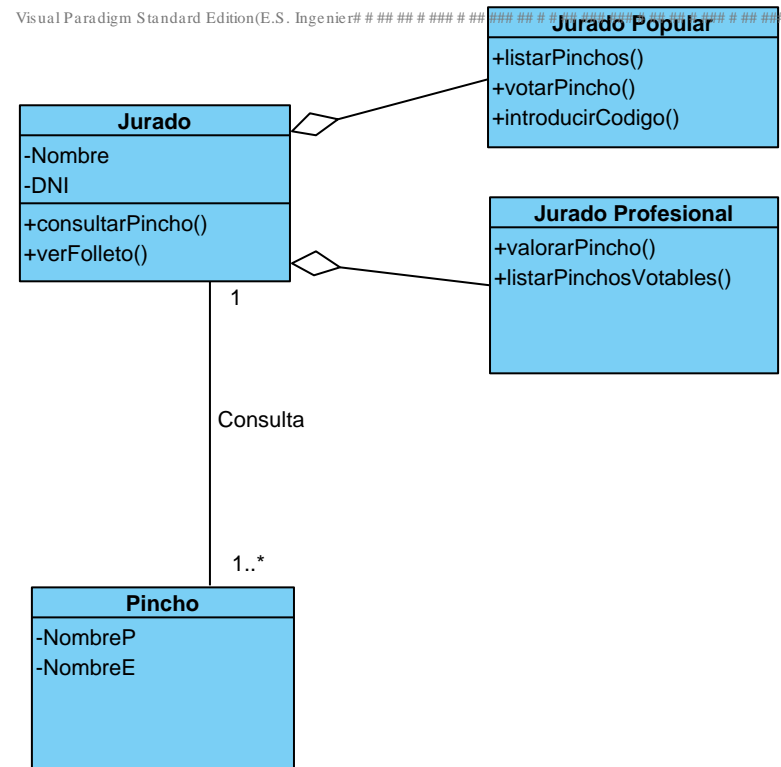 Visual Paradigm Standard Edition(E.S. Ingenier# # ## ## # ### # ##
Jurado Popular
+listarPinchos()
+votarPincho()
+introducirCodigo()
Jurado
-Nombre
-DNI
+consultarPincho()
+verFolleto()
Jurado Profesional
+valorarPincho()
+listarPinchosVotables()
1
Consulta
1..*
Pincho
-NombreP
-NombreE